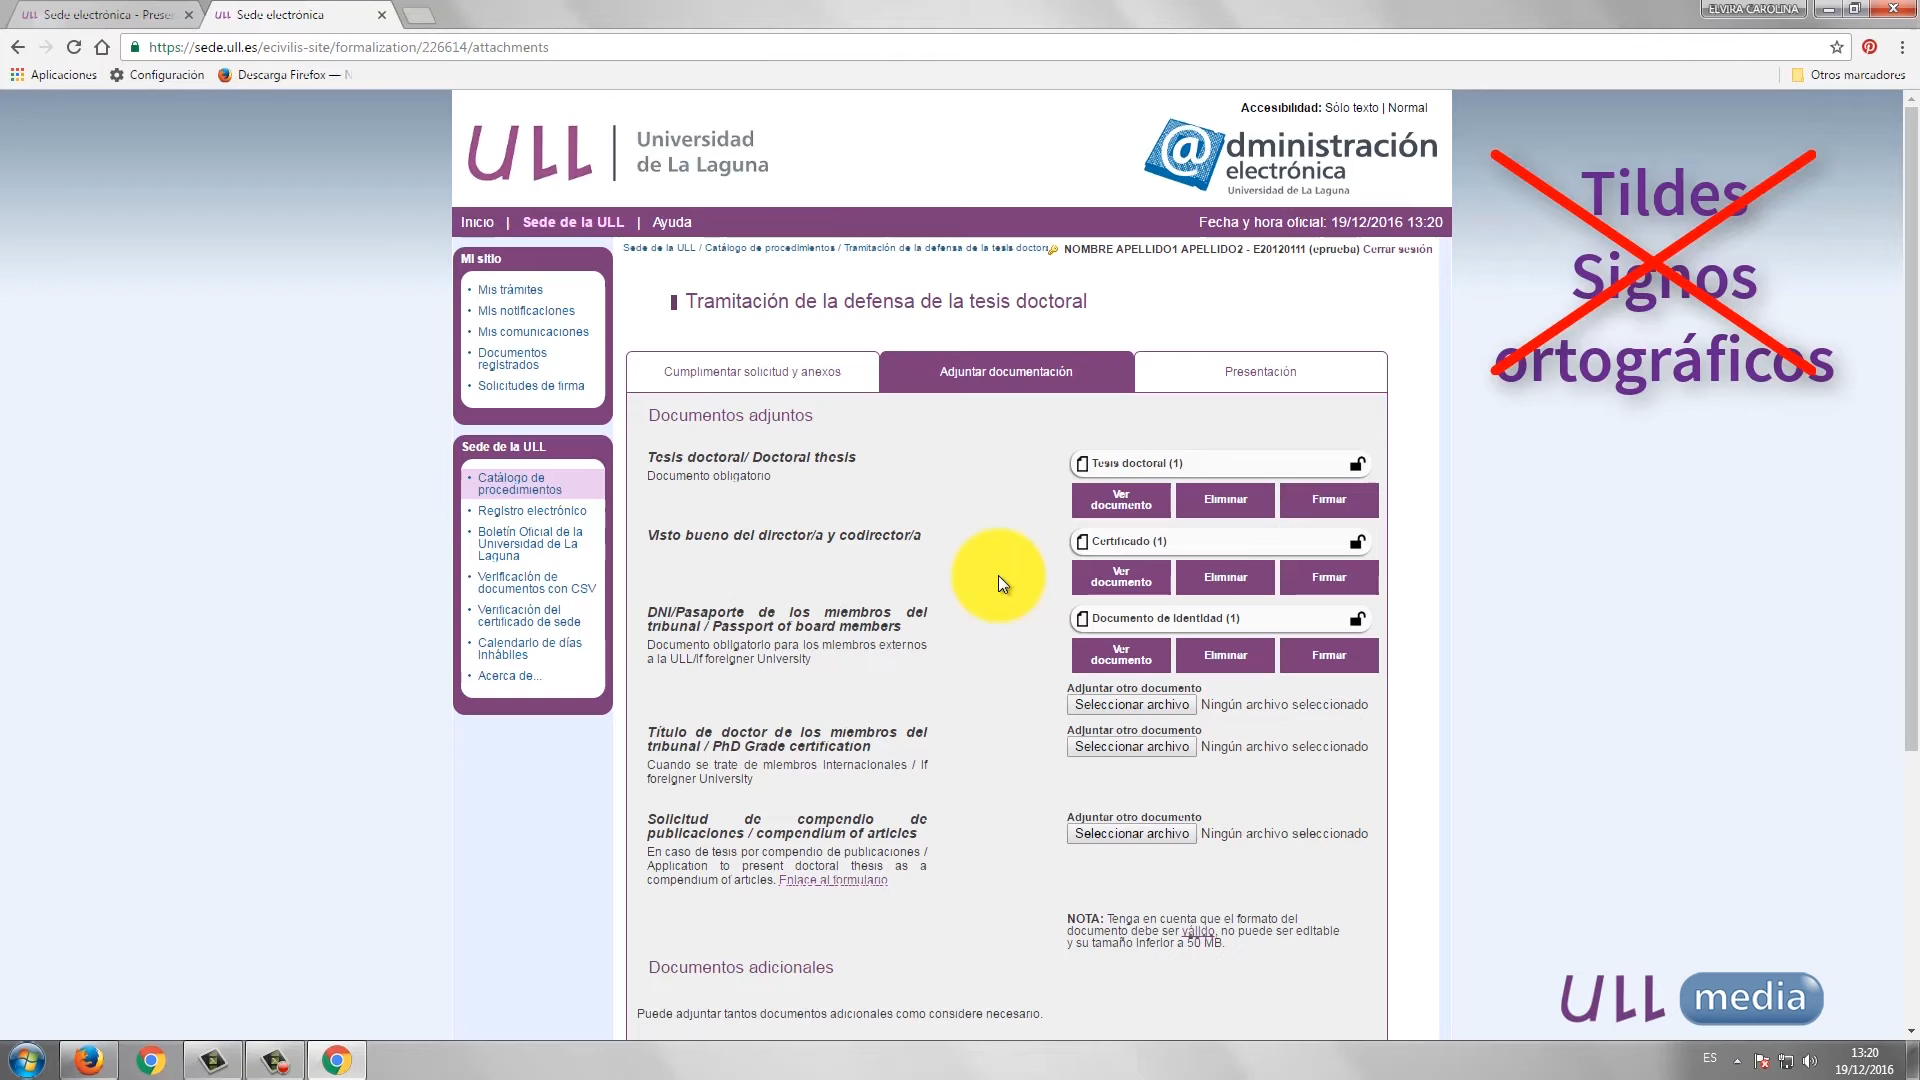 ULL Sede electrónica - Prese
ULL Sede electrónica
ELVIRA CAROLINA
https://sede.ull.es/ecivilis-site/formalization/226614/attachments
Aplicaciones
Configuración
Descarga Firefox — N
Otros marcadores
Accesibilidad: Sólo texto | Normal
ULL
Universidad
de La Laguna
@dministración
electrónica
Universidad de La Laguna
Inicio | Sede de la ULL | Ayuda
Fecha y hora oficial: 19/12/2016 13:20
Sede de la ULL / Catálogo de procedimientos / Tramitación de la defensa de la tesis doctora
NOMBRE APELLIDO1 APELLIDO2 - E20120111 (eprueba) Cerrar sesión
Mi sitio
• Mis trámites
• Mis notificaciones
• Mis comunicaciones
• Documentos
registrados
• Solicitudes de firma
Sede de la ULL
• Catálogo de
procedimientos
• Registro electrónico
• Boletín Oficial de la
Universidad de La
Laguna
• Verificación de
documentos con CSV
• Verificación del
certificado de sede
• Calendario de días
inhábiles
• Acerca de...
Tramitación de la defensa de la tesis doctoral
Cumplimentar solicitud y anexos
Adjuntar documentación
Presentación
Documentos adjuntos
Tesis doctoral/ Doctoral thesis
Documento obligatorio
Tesis doctoral (1)
Ver
documento
Eliminar
Firmar
Visto bueno del director/a y codirector/a
Certificado (1)
Ver
documento
Eliminar
Firmar
DNI/Pasaporte de los miembros del
tribunal / Passport of board members
Documento obligatorio para los miembros externos
a la ULL/If foreigner University
Documento de identidad (1)
Ver
documento
Eliminar
Firmar
Adjuntar otro documento
Seleccionar archivo Ningún archivo seleccionado
Título de doctor de los miembros del
tribunal / PhD Grade certification
Cuando se trate de miembros internacionales / If
foreigner University
Adjuntar otro documento
Seleccionar archivo Ningún archivo seleccionado
Solicitud de compendio de
publicaciones / compendium of articles
En caso de tesis por compendio de publicaciones /
Application to present doctoral thesis as a
compendium of articles. Enlace al formulario
Adjuntar otro documento
Seleccionar archivo Ningún archivo seleccionado
NOTA: Tenga en cuenta que el formato del
documento debe ser válido, no puede ser editable
y su tamaño inferior a 50 MB.
Documentos adicionales
Puede adjuntar tantos documentos adicionales como considere necesario.
Tildes
Signos
ortográficos
ULL media
ES
13:20
19/12/2016